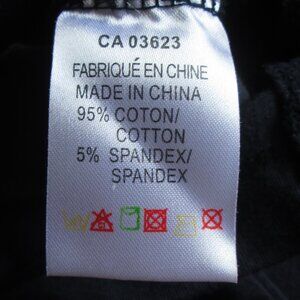 CA 03623
FABRIQUÉ EN CHINE
MADE IN CHINA
95% COTON/
COTTON
5% SPANDEX/
SPANDEX